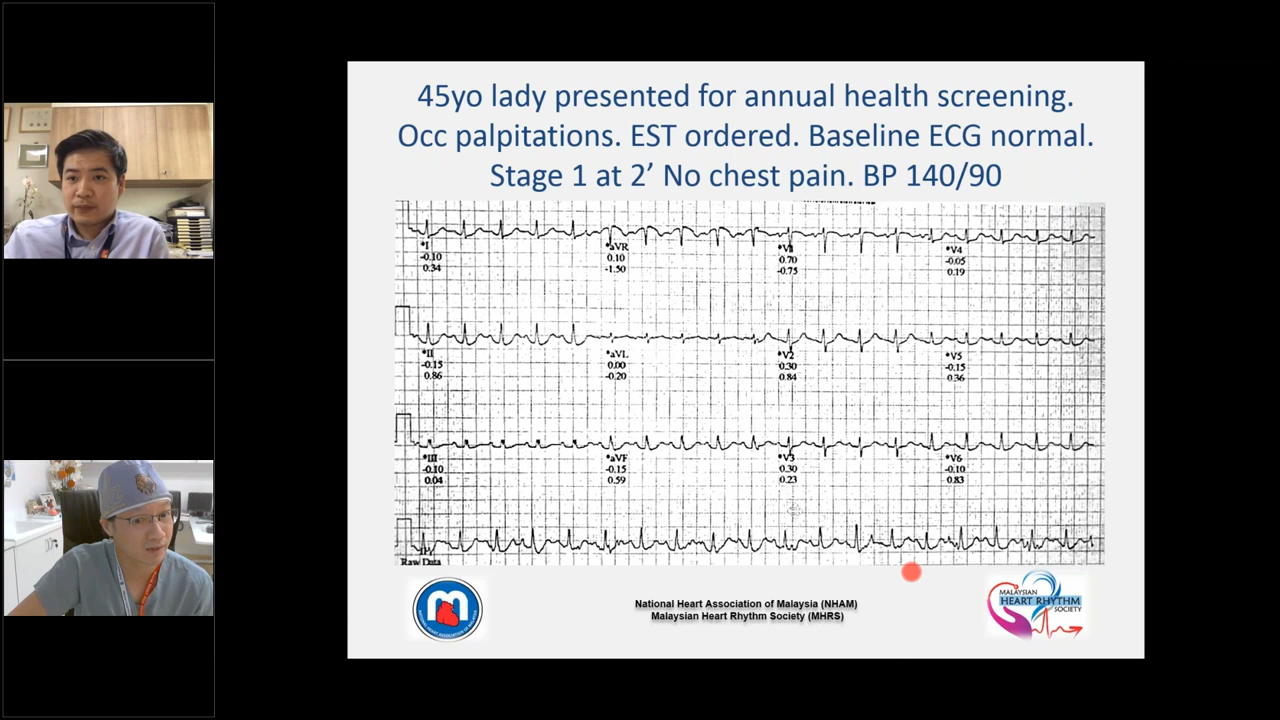 45yo lady presented for annual health screening.
Occ palpitations. EST ordered. Baseline ECG normal.
Stage 1 at 2’ No chest pain. BP 140/90
*I
-0.10
0.34
*aVR
0.10
-1.50
*V1
0.70
-0.75
*V4
-0.05
0.19
*II
-0.15
0.86
*aVL
0.00
-0.20
*V2
0.30
0.84
*V5
-0.15
0.36
*III
-0.10
0.04
*aVF
-0.15
0.59
*V3
0.30
0.23
*V6
-0.10
0.83
Raw Data
National Heart Association of Malaysia (NHAM)
Malaysian Heart Rhythm Society (MHRS)
MALAYSIAN
HEART RHYTHM
SOCIETY